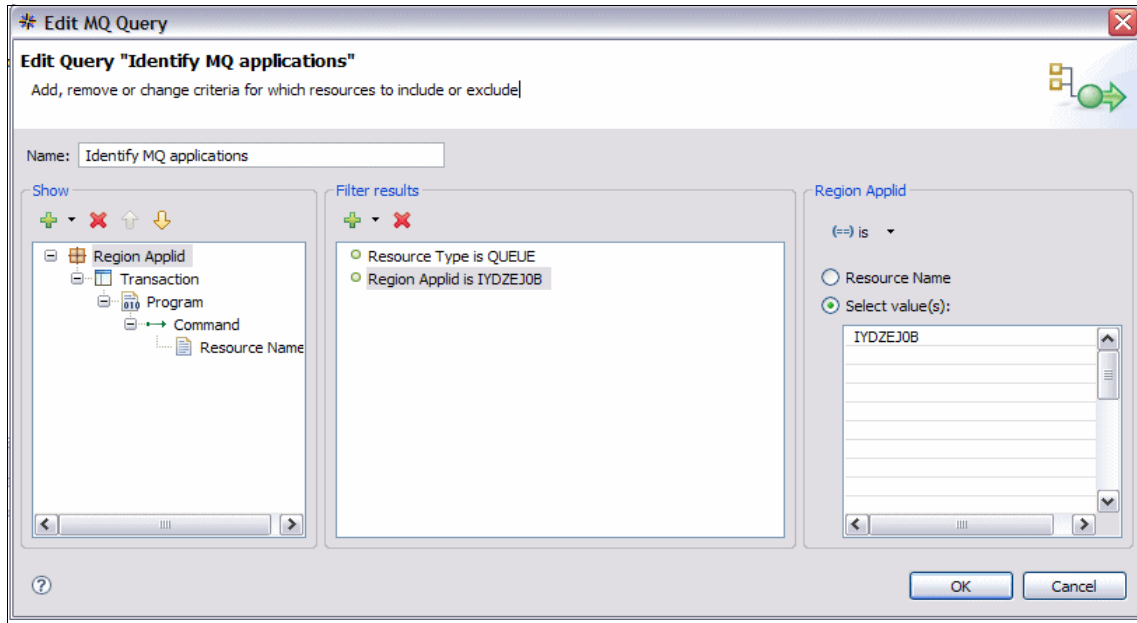 Edit MQ Query
Edit Query "Identify MQ applications"
Add, remove or change criteria for which resources to include or exclude
Name: Identify MQ applications
Show
Region Applid
Transaction
Program
Command
Resource Name
Filter results
Resource Type is QUEUE
Region Applid is IYDZEJ0B
Region Applid
(==) is
Resource Name
Select value(s):
IYDZEJ0B
OK Cancel